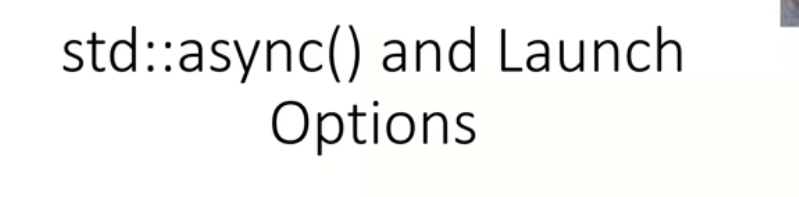 std::async() and Launch
Options